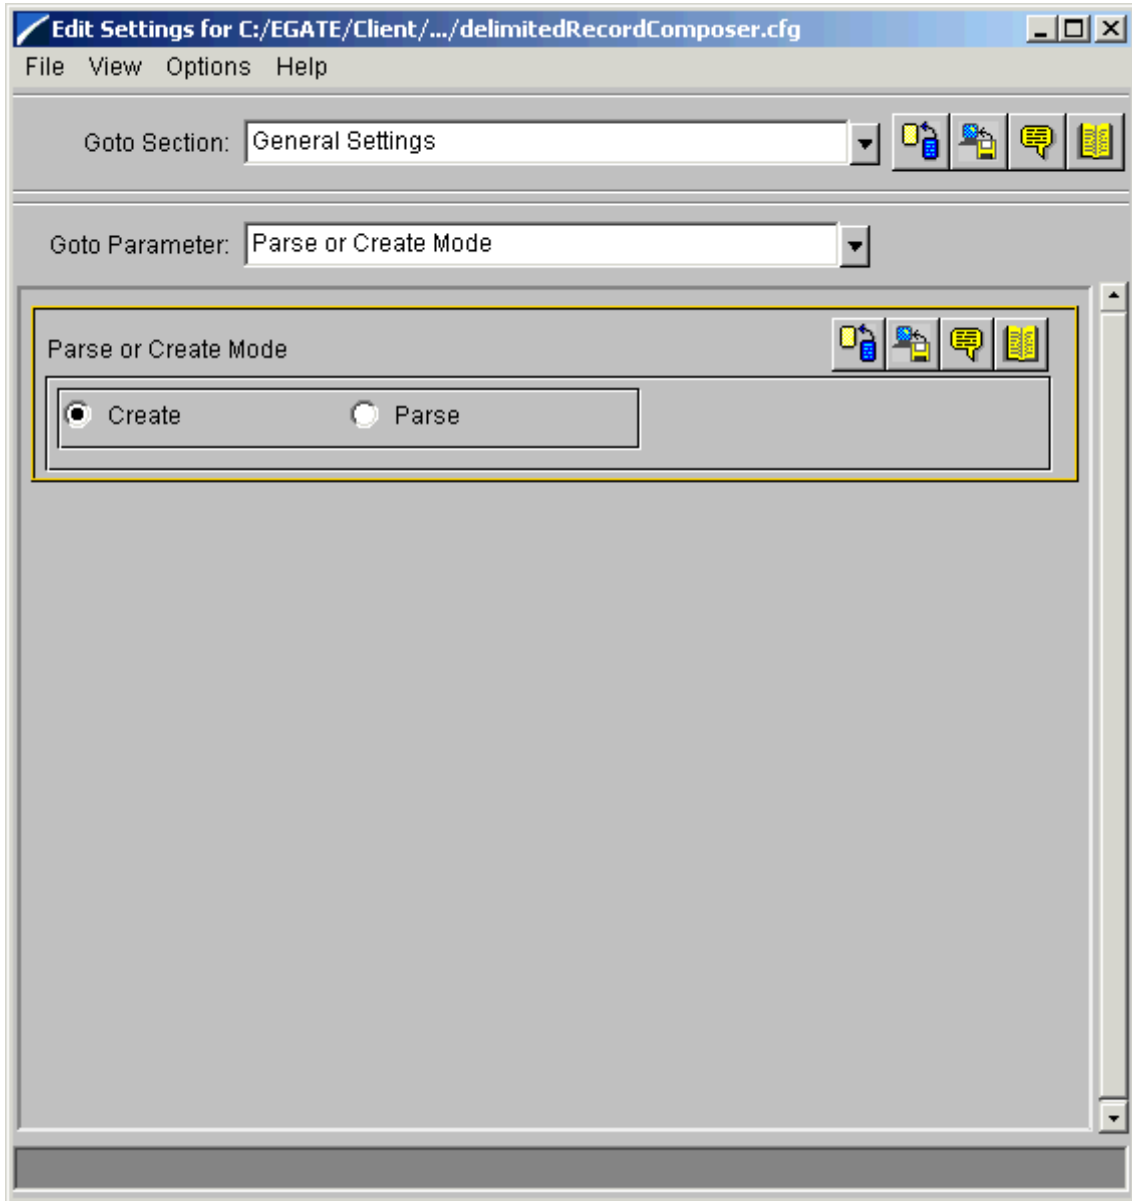 Edit Settings for C:/EGATE/Client/.../delimitedRecordComposer.cfg
File View Options Help
Goto Section: General Settings
Goto Parameter: Parse or Create Mode
Parse or Create Mode
Create Parse